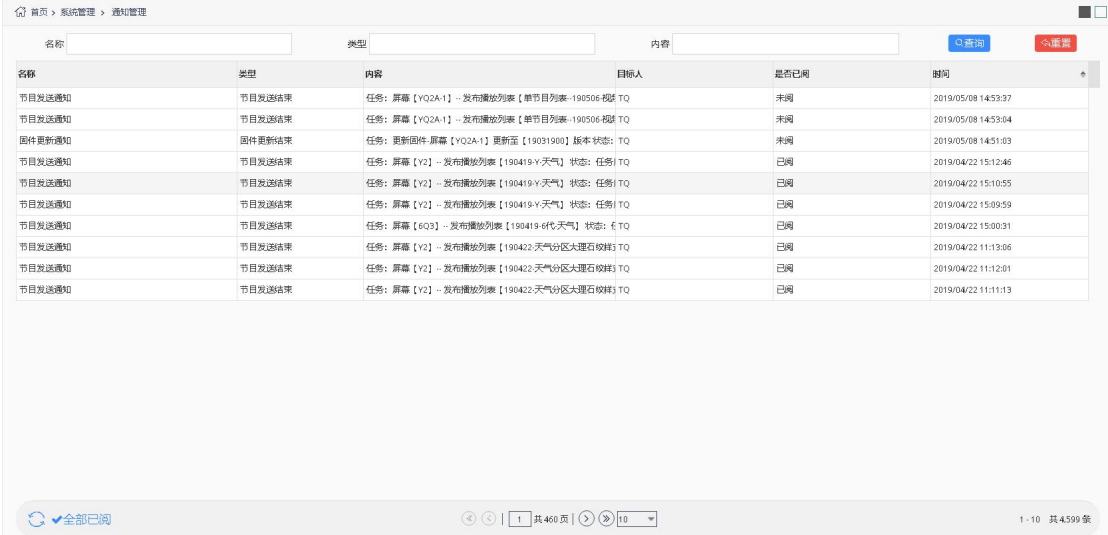 首页 › 系统管理 › 通知管理
名称 类型 内容 查询 重置
名称 类型 内容 目标人 是否已阅 时间
节目发送通知 节目发送结束 任务：屏幕【YQ2A-1】-- 发布播放列表【单节目列表--190506-视频 TQ 未阅 2019/05/08 14:53:37
节目发送通知 节目发送结束 任务：屏幕【YQ2A-1】-- 发布播放列表【单节目列表--190506-视频 TQ 未阅 2019/05/08 14:53:04
固件更新通知 固件更新结束 任务：更新固件-屏幕【YQ2A-1】更新至【19031900】版本 状态： TQ 未阅 2019/05/08 14:51:03
节目发送通知 节目发送结束 任务：屏幕【Y2】-- 发布播放列表【190419-Y-天气】 状态：任务 TQ 已阅 2019/04/22 15:12:46
节目发送通知 节目发送结束 任务：屏幕【Y2】-- 发布播放列表【190419-Y-天气】 状态：任务 TQ 已阅 2019/04/22 15:10:55
节目发送通知 节目发送结束 任务：屏幕【Y2】-- 发布播放列表【190419-Y-天气】 状态：任务 TQ 已阅 2019/04/22 15:09:59
节目发送通知 节目发送结束 任务：屏幕【6Q3】-- 发布播放列表【190419-6代-天气】 状态： TQ 已阅 2019/04/22 15:00:31
节目发送通知 节目发送结束 任务：屏幕【Y2】-- 发布播放列表【190422-天气分区大理石纹样 TQ 已阅 2019/04/22 11:13:06
节目发送通知 节目发送结束 任务：屏幕【Y2】-- 发布播放列表【190422-天气分区大理石纹样 TQ 已阅 2019/04/22 11:12:01
节目发送通知 节目发送结束 任务：屏幕【Y2】-- 发布播放列表【190422-天气分区大理石纹样 TQ 已阅 2019/04/22 11:11:13
全部已阅 1 共460页 10 1 - 10 共4,599 条